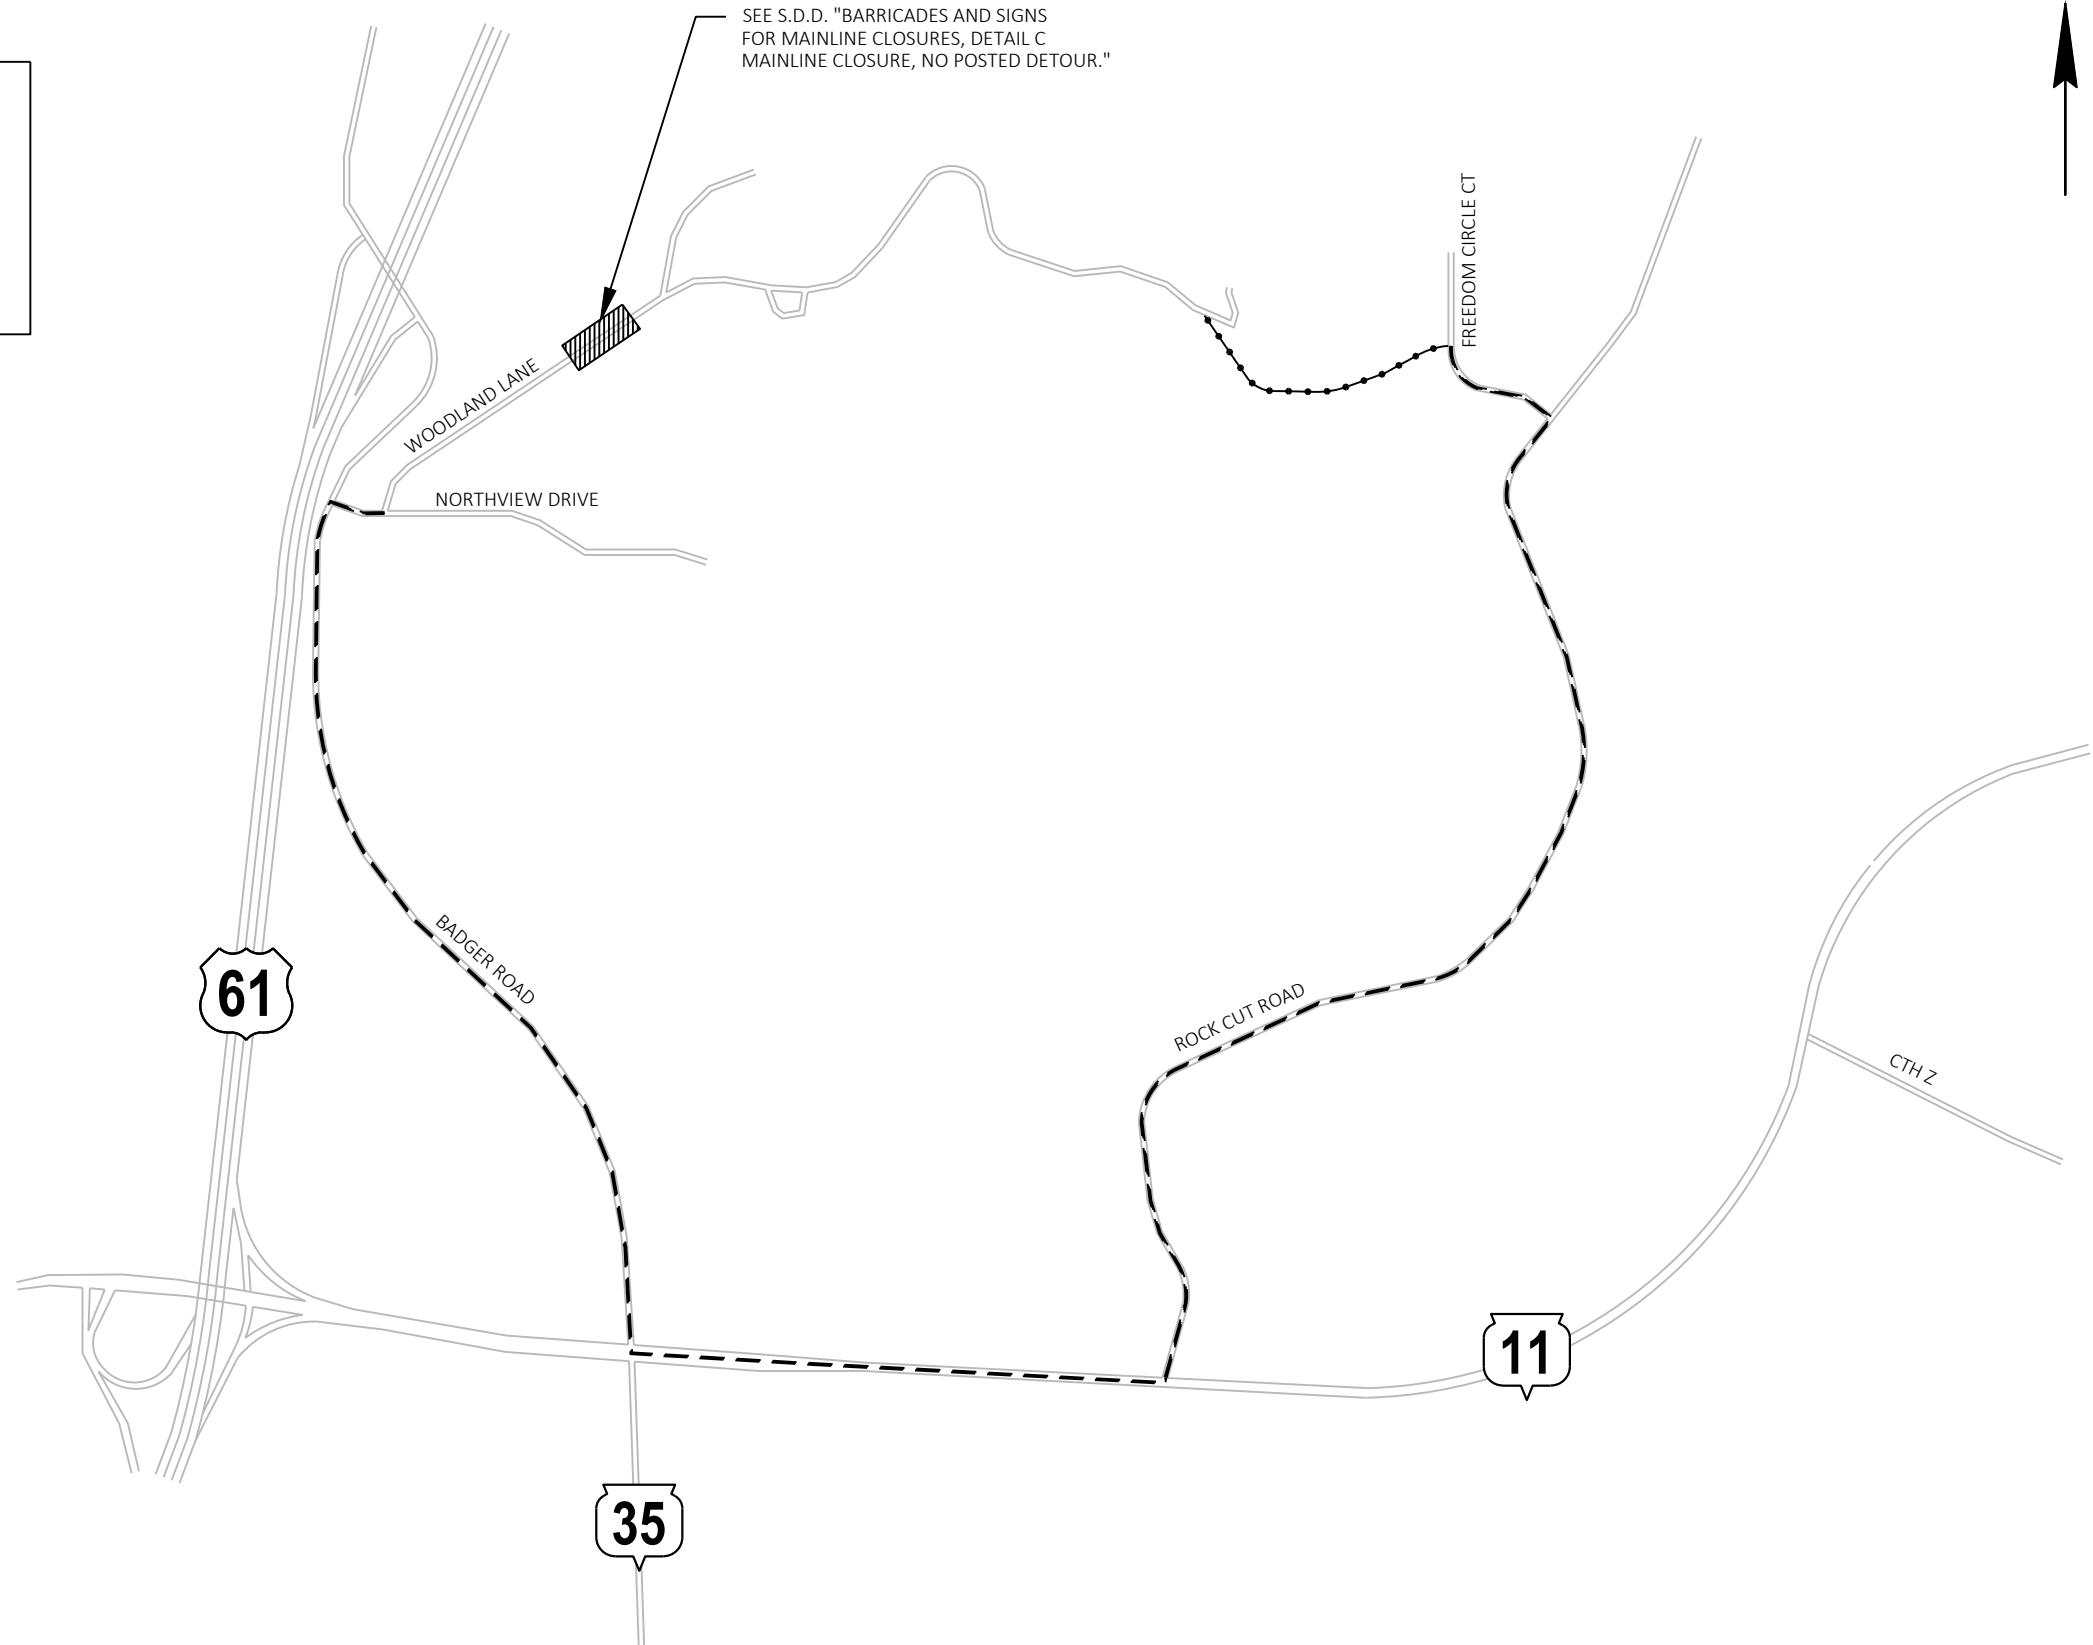 SEE S.D.D. "BARRICADES AND SIGNS
FOR MAINLINE CLOSURES, DETAIL C
MAINLINE CLOSURE, NO POSTED DETOUR."
FREEDOM CIRCLE CT
WOODLAND LANE
NORTHVIEW DRIVE
BADGER ROAD
61
ROCK CUT ROAD
CTH Z
11
35